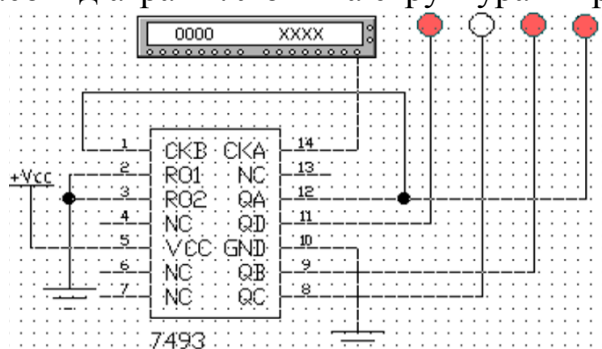 0000 XXXX
+Vcc
1 CKB CKA 14
2 RO1 NC 13
3 RO2 QA 12
4 NC QD 11
5 VCC GND 10
6 NC QB 9
7 NC QC 8
7493